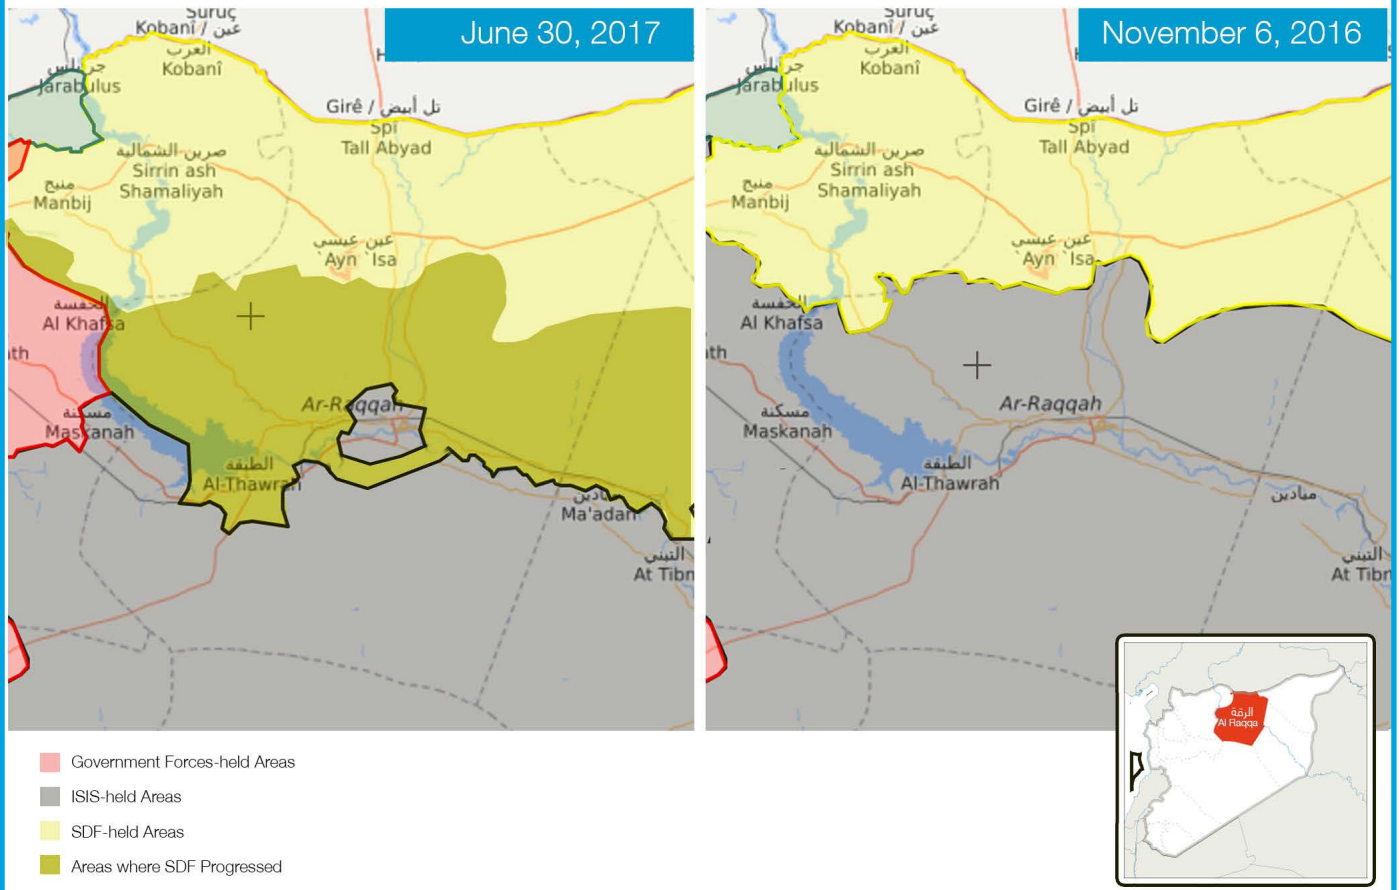 June 30, 2017
Suruç
Kobanî / عين
العرب
Kobanî
جرابلس
Jarabulus
Girê / تل أبيض
Spî
Tall Abyad
صرين الشمالية
Sirrin ash
Shamaliyah
منبج
Manbij
عين عيسى
`Ayn `Isa
الخفسة
Al Khafsa
ath
Ar-Raqqah
مسكنة
Maskanah
الطبقة
Al-Thawrah
Ma'adan
التبني
At Tibn
November 6, 2016
Suruç
Kobanî / عين
العرب
Kobanî
جرابلس
Jarabulus
Girê / تل أبيض
Spî
Tall Abyad
صرين الشمالية
Sirrin ash
Shamaliyah
منبج
Manbij
عين عيسى
`Ayn `Isa
الخفسة
Al Khafsa
ath
Ar-Raqqah
مسكنة
Maskanah
الطبقة
Al-Thawrah
ميادين
التبني
At Tibn
الرقة
Al Raqqa
Government Forces-held Areas
ISIS-held Areas
SDF-held Areas
Areas where SDF Progressed